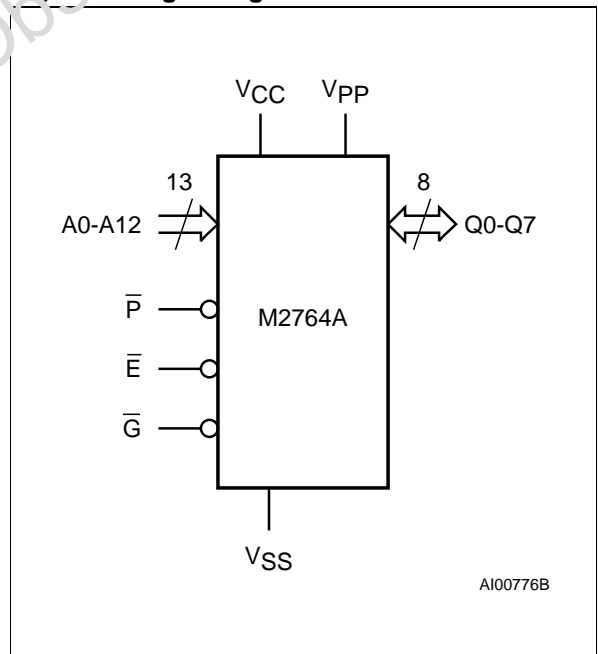 VCC VPP
13 8
A0-A12 Q0-Q7
P̅
M2764A
E̅
G̅
VSS
AI00776B